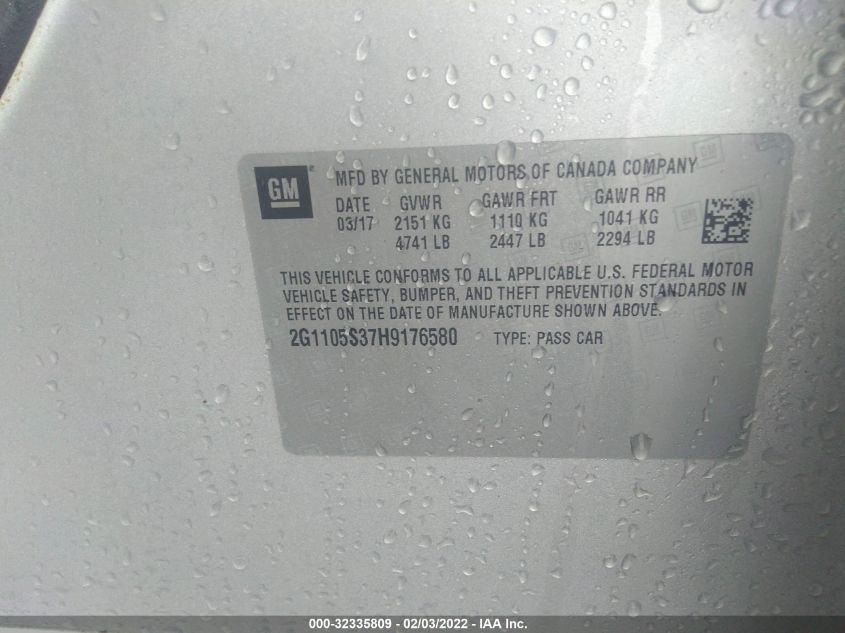 GM
MFD BY GENERAL MOTORS OF CANADA COMPANY
DATE GVWR GAWR FRT GAWR RR
03/17 2151 KG 1110 KG 1041 KG
4741 LB 2447 LB 2294 LB
THIS VEHICLE CONFORMS TO ALL APPLICABLE U.S. FEDERAL MOTOR
VEHICLE SAFETY, BUMPER, AND THEFT PREVENTION STANDARDS IN
EFFECT ON THE DATE OF MANUFACTURE SHOWN ABOVE.
2G1105S37H9176580 TYPE: PASS CAR
000-32335809 - 02/03/2022 - IAA Inc.